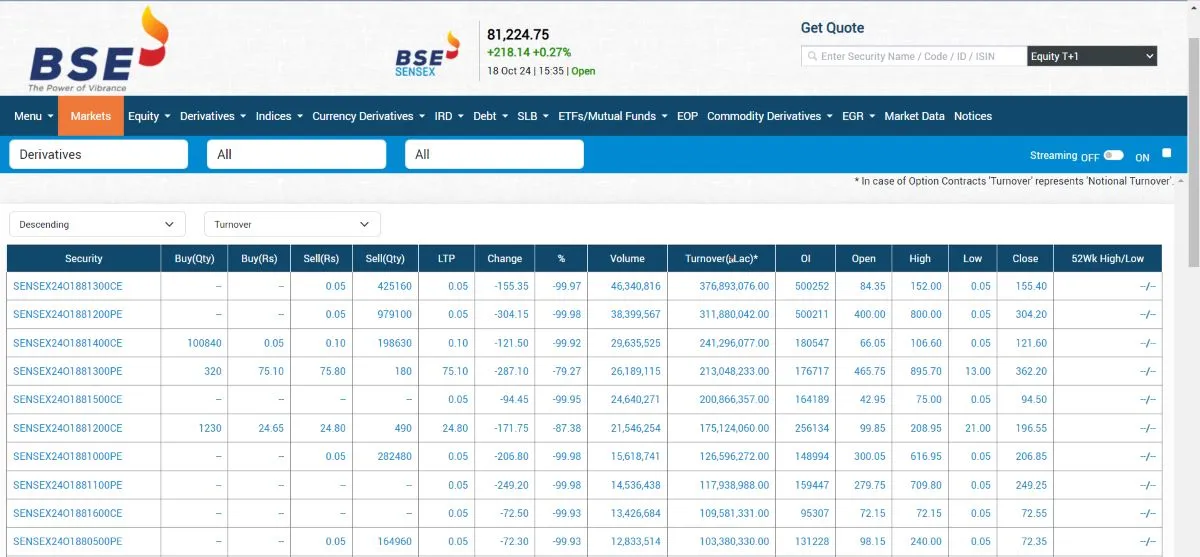 BSE
The Power of Vibrance
BSE
SENSEX
81,224.75
+218.14 +0.27%
18 Oct 24 | 15:35 | Open
Get Quote
Enter Security Name / Code / ID / ISIN Equity T+1
Menu Markets Equity Derivatives Indices Currency Derivatives IRD Debt SLB ETFs/Mutual Funds EOP Commodity Derivatives EGR Market Data Notices
Derivatives All All Streaming OFF ON
* In case of Option Contracts 'Turnover' represents 'Notional Turnover'.
Descending Turnover
Security Buy(Qty) Buy(Rs) Sell(Rs) Sell(Qty) LTP Change % Volume Turnover(₹Lac)* OI Open High Low Close 52Wk High/Low
SENSEX24O1881300CE -- -- 0.05 425160 0.05 -155.35 -99.97 46,340,816 376,893,076.00 500252 84.35 152.00 0.05 155.40 --/--
SENSEX24O1881200PE -- -- 0.05 979100 0.05 -304.15 -99.98 38,399,567 311,880,042.00 500211 400.00 800.00 0.05 304.20 --/--
SENSEX24O1881400CE 100840 0.05 0.10 198630 0.10 -121.50 -99.92 29,635,525 241,296,077.00 180547 66.05 106.60 0.05 121.60 --/--
SENSEX24O1881300PE 320 75.10 75.80 180 75.10 -287.10 -79.27 26,189,115 213,048,233.00 176717 465.75 895.70 13.00 362.20 --/--
SENSEX24O1881500CE -- -- -- -- 0.05 -94.45 -99.95 24,640,271 200,866,357.00 164189 42.95 75.00 0.05 94.50 --/--
SENSEX24O1881200CE 1230 24.65 24.80 490 24.80 -171.75 -87.38 21,546,254 175,124,060.00 256134 99.85 208.95 21.00 196.55 --/--
SENSEX24O1881000PE -- -- 0.05 282480 0.05 -206.80 -99.98 15,618,741 126,596,272.00 148994 300.05 616.95 0.05 206.85 --/--
SENSEX24O1881100PE -- -- -- -- 0.05 -249.20 -99.98 14,536,438 117,938,988.00 159447 279.75 709.80 0.05 249.25 --/--
SENSEX24O1881600CE -- -- -- -- 0.05 -72.50 -99.93 13,426,684 109,581,331.00 95307 72.15 72.15 0.05 72.55 --/--
SENSEX24O1880500PE -- -- 0.05 164960 0.05 -72.30 -99.93 12,833,514 103,380,330.00 131228 98.15 240.00 0.05 72.35 --/--